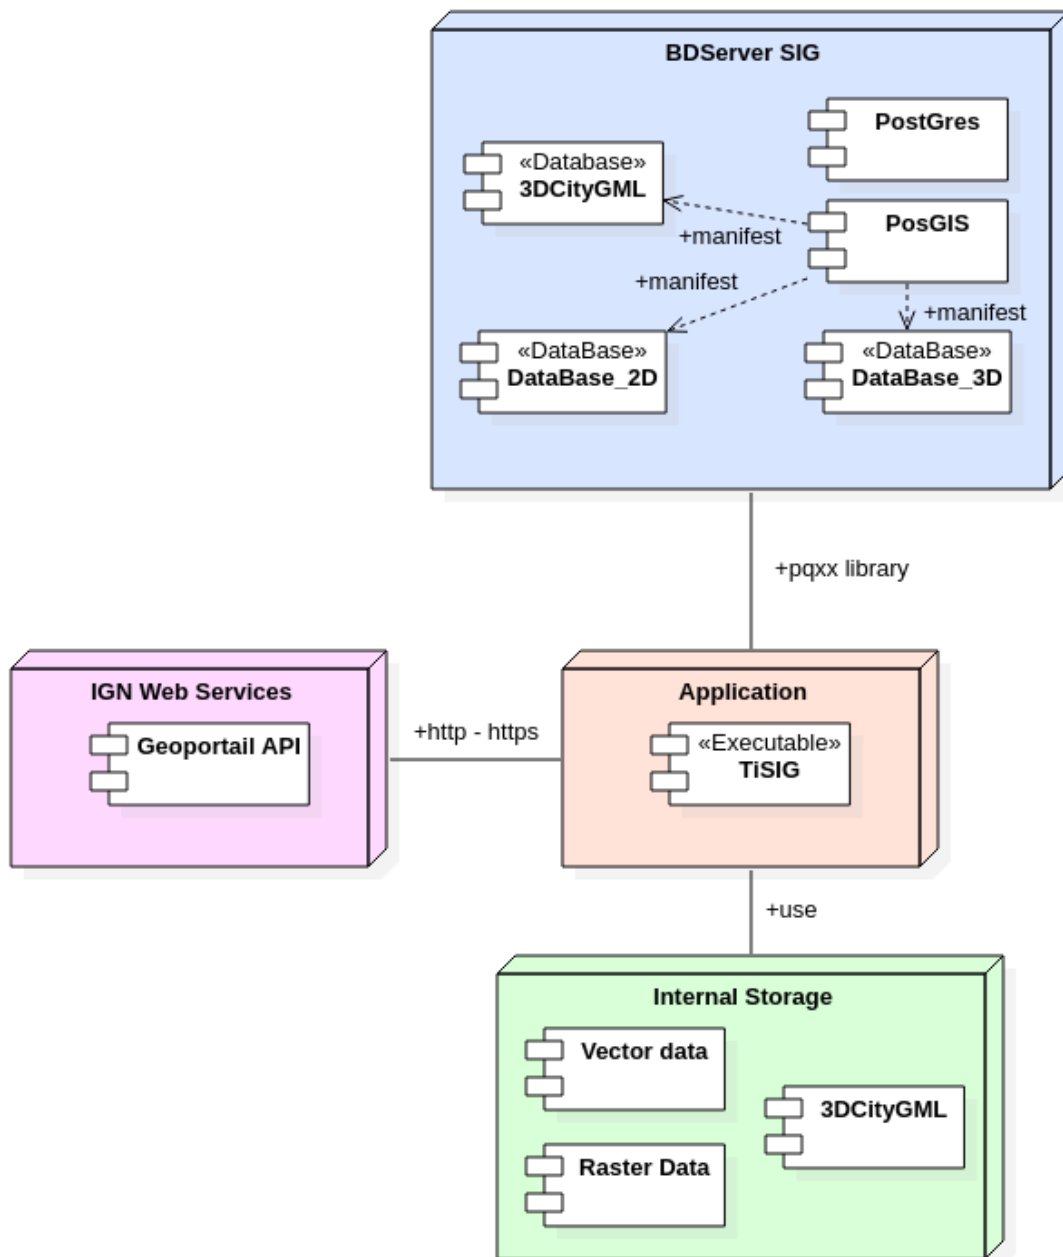 BDServer SIG
PostGres
«Database»
3DCityGML
PosGIS
+manifest
+manifest
+manifest
«DataBase»
DataBase_2D
«DataBase»
DataBase_3D
+pqxx library
IGN Web Services
Geoportail API
+http - https
Application
«Executable»
TiSIG
+use
Internal Storage
Vector data
3DCityGML
Raster Data